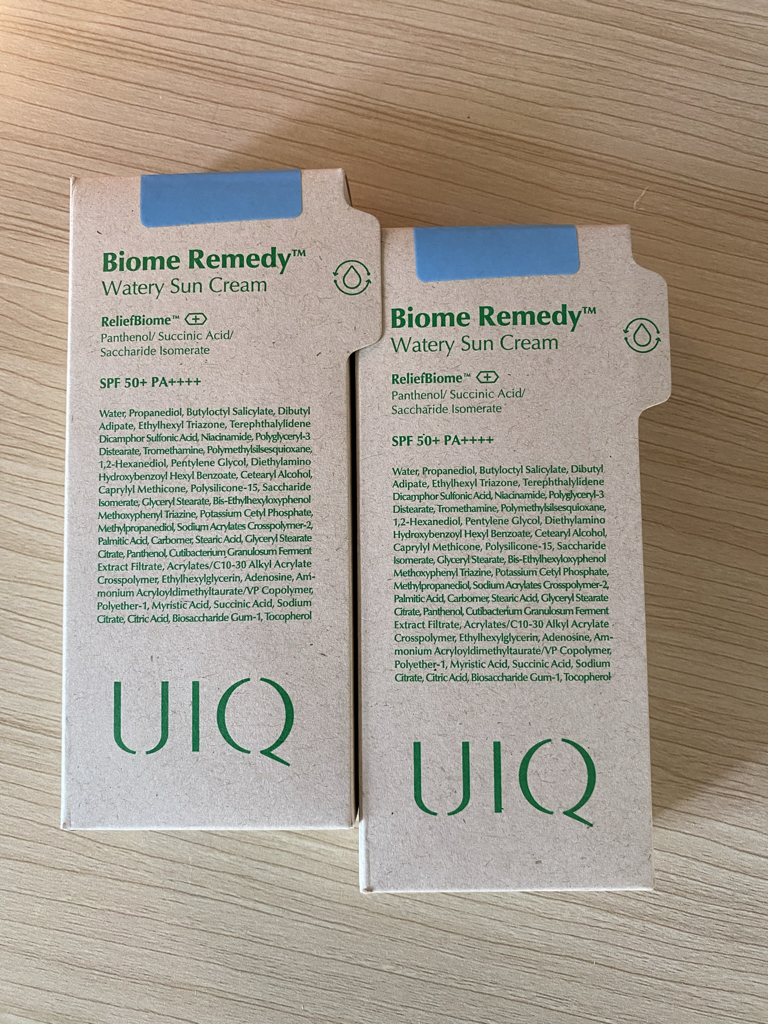 Biome Remedy™
Watery Sun Cream
ReliefBiome™
Panthenol/ Succinic Acid/
Saccharide Isomerate
SPF 50+ PA++++
Water, Propanediol, Butyloctyl Salicylate, Dibutyl
Adipate, Ethylhexyl Triazone, Terephthalylidene
Dicamphor Sulfonic Acid, Niacinamide, Polyglyceryl-3
Distearate, Tromethamine, Polymethylsilsesquioxane,
1,2-Hexanediol, Pentylene Glycol, Diethylamino
Hydroxybenzoyl Hexyl Benzoate, Cetearyl Alcohol,
Caprylyl Methicone, Polysilicone-15, Saccharide
Isomerate, Glyceryl Stearate, Bis-Ethylhexyloxyphenol
Methoxyphenyl Triazine, Potassium Cetyl Phosphate,
Methylpropanediol, Sodium Acrylates Crosspolymer-2,
Palmitic Acid, Carbomer, Stearic Acid, Glyceryl Stearate
Citrate, Panthenol, Cutibacterium Granulosum Ferment
Extract Filtrate, Acrylates/C10-30 Alkyl Acrylate
Crosspolymer, Ethylhexylglycerin, Adenosine, Am-
monium Acryloyldimethyltaurate/VP Copolymer,
Polyether-1, Myristic Acid, Succinic Acid, Sodium
Citrate, Citric Acid, Biosaccharide Gum-1, Tocopherol
UIQ
Biome Remedy™
Watery Sun Cream
ReliefBiome™
Panthenol/ Succinic Acid/
Saccharide Isomerate
SPF 50+ PA++++
Water, Propanediol, Butyloctyl Salicylate, Dibutyl
Adipate, Ethylhexyl Triazone, Terephthalylidene
Dicamphor Sulfonic Acid, Niacinamide, Polyglyceryl-3
Distearate, Tromethamine, Polymethylsilsesquioxane,
1,2-Hexanediol, Pentylene Glycol, Diethylamino
Hydroxybenzoyl Hexyl Benzoate, Cetearyl Alcohol,
Caprylyl Methicone, Polysilicone-15, Saccharide
Isomerate, Glyceryl Stearate, Bis-Ethylhexyloxyphenol
Methoxyphenyl Triazine, Potassium Cetyl Phosphate,
Methylpropanediol, Sodium Acrylates Crosspolymer-2,
Palmitic Acid, Carbomer, Stearic Acid, Glyceryl Stearate
Citrate, Panthenol, Cutibacterium Granulosum Ferment
Extract Filtrate, Acrylates/C10-30 Alkyl Acrylate
Crosspolymer, Ethylhexylglycerin, Adenosine, Am-
monium Acryloyldimethyltaurate/VP Copolymer,
Polyether-1, Myristic Acid, Succinic Acid, Sodium
Citrate, Citric Acid, Biosaccharide Gum-1, Tocopherol
UIQ